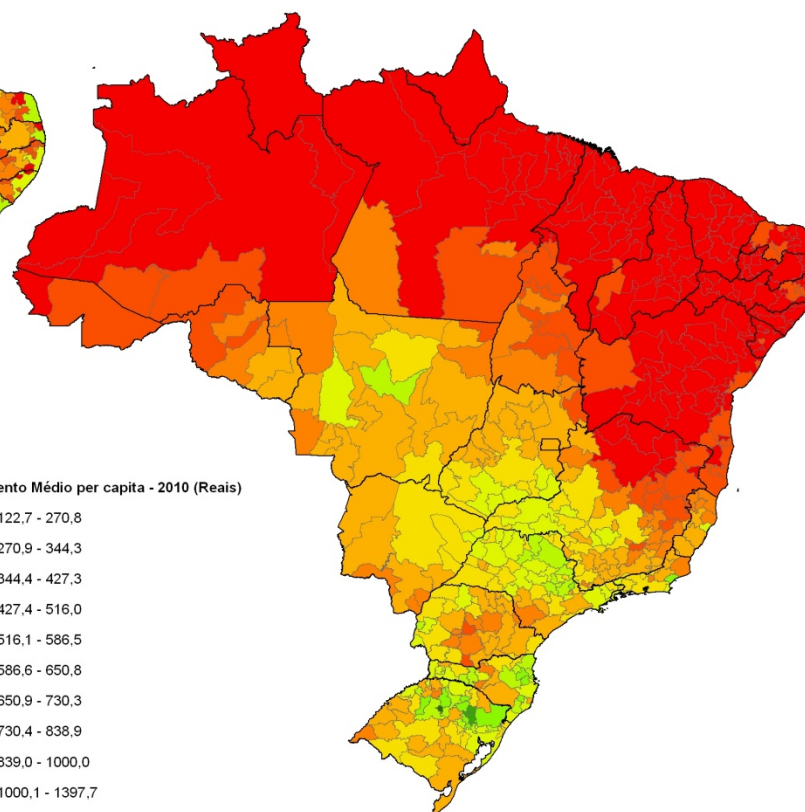 ento Médio per capita - 2010 (Reais)
122,7 - 270,8
270,9 - 344,3
344,4 - 427,3
427,4 - 516,0
516,1 - 586,5
586,6 - 650,8
650,9 - 730,3
730,4 - 838,9
839,0 - 1000,0
1000,1 - 1397,7